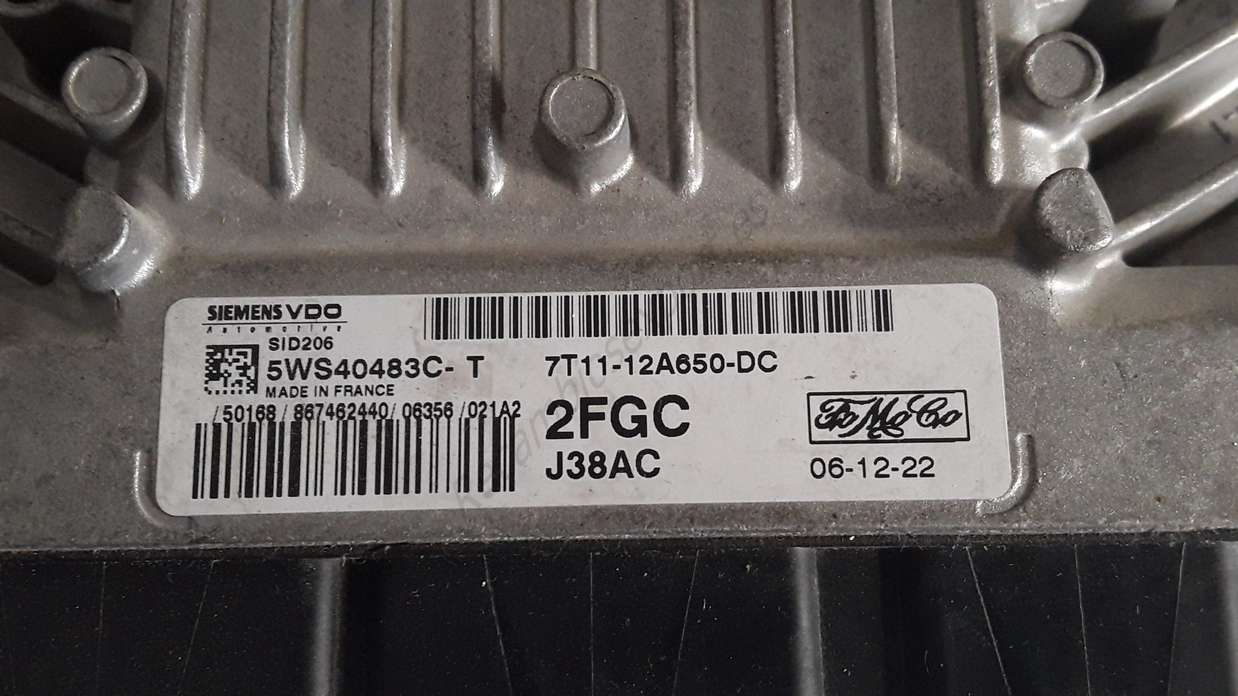 SIEMENS VDO
Automotive
SID206
5WS40483C- T
MADE IN FRANCE
/50168/867462440/06356/021A2
7T11-12A650-DC
2FGC
J38AC
FoMoCo
06-12-22